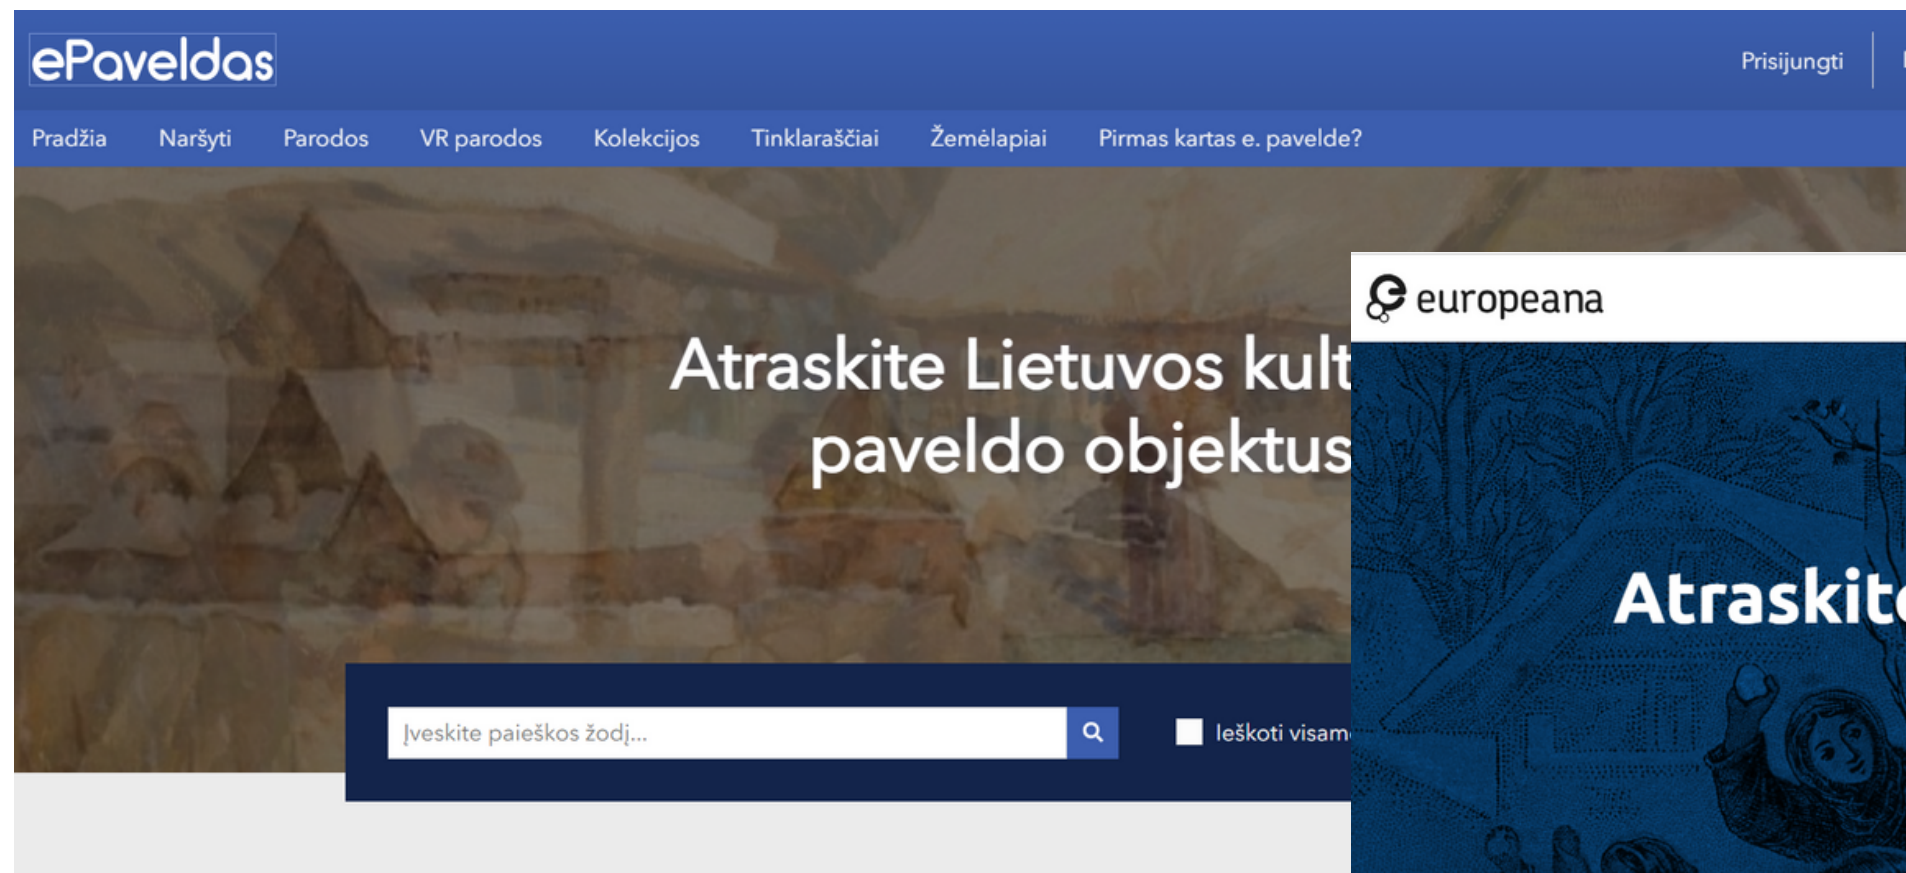 ePaveldas
Prisijungti
Pradžia Naršyti Parodos VR parodos Kolekcijos Tinklaraščiai Žemėlapiai Pirmas kartas e. pavelde?
Atraskite Lietuvos kult
paveldo objektus
Įveskite paieškos žodį...
Ieškoti visam
europeana
Atraskite